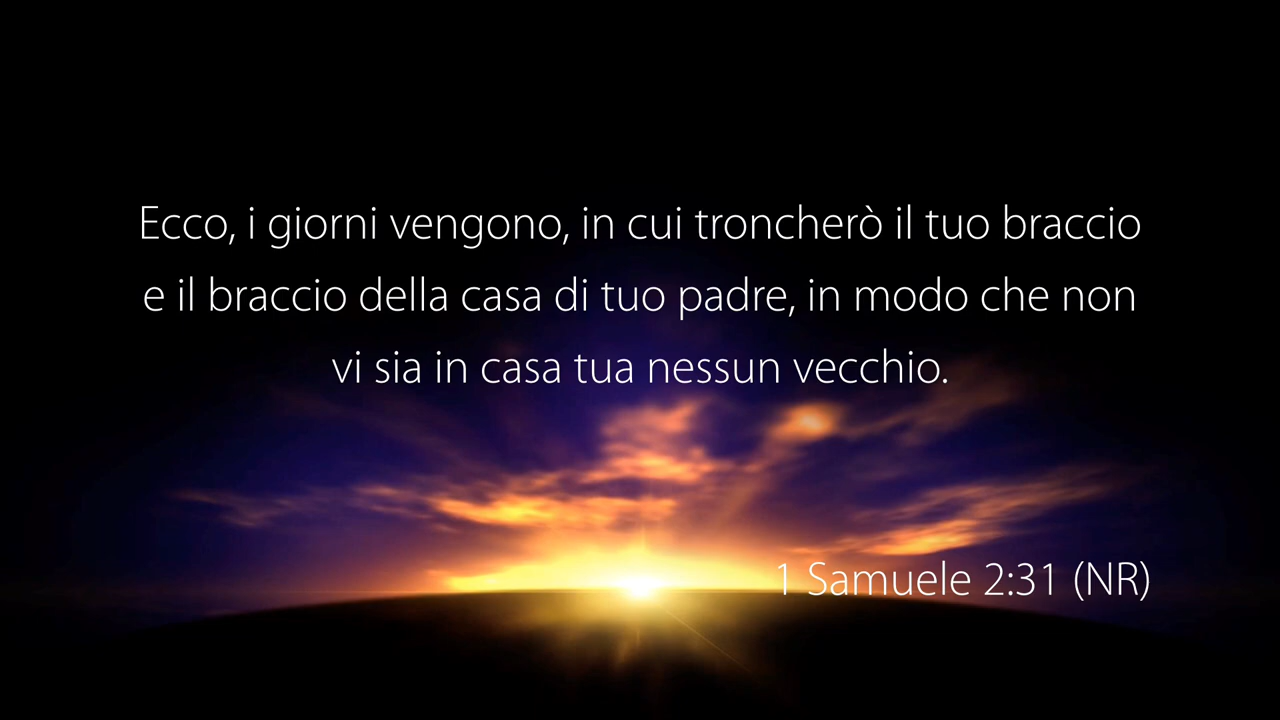 Ecco, i giorni vengono, in cui troncherò il tuo braccio
e il braccio della casa di tuo padre, in modo che non
vi sia in casa tua nessun vecchio.
1 Samuele 2:31 (NR)